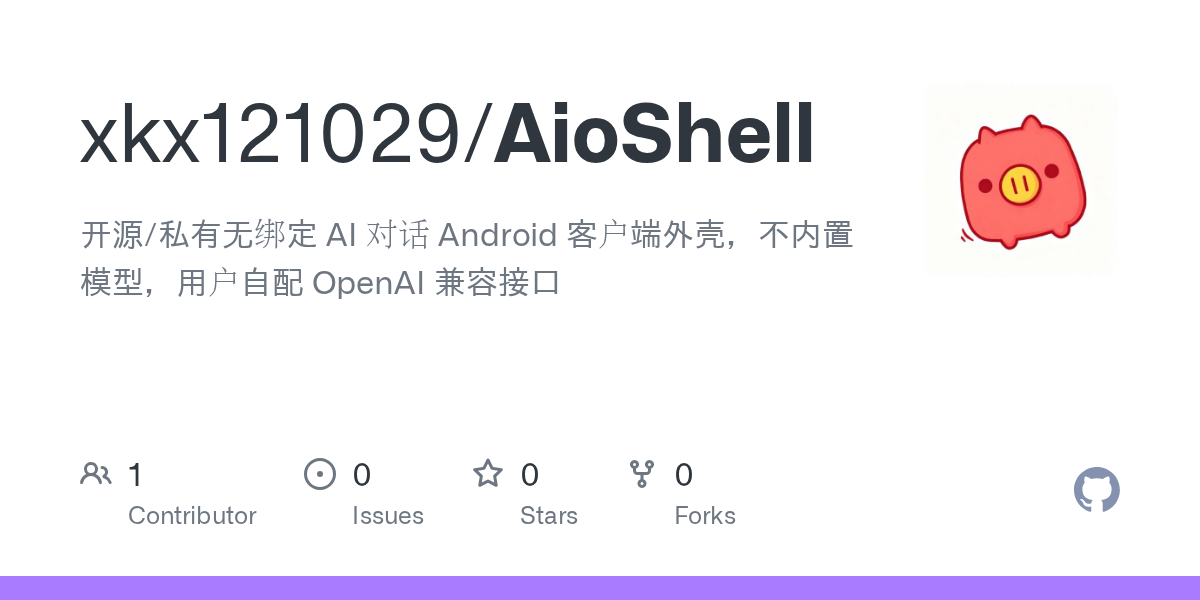 xkx121029/AioShell
开源/私有无绑定 AI 对话 Android 客户端外壳，不内置
模型，用户自配 OpenAI 兼容接口
1 0 0 0
Contributor Issues Stars Forks